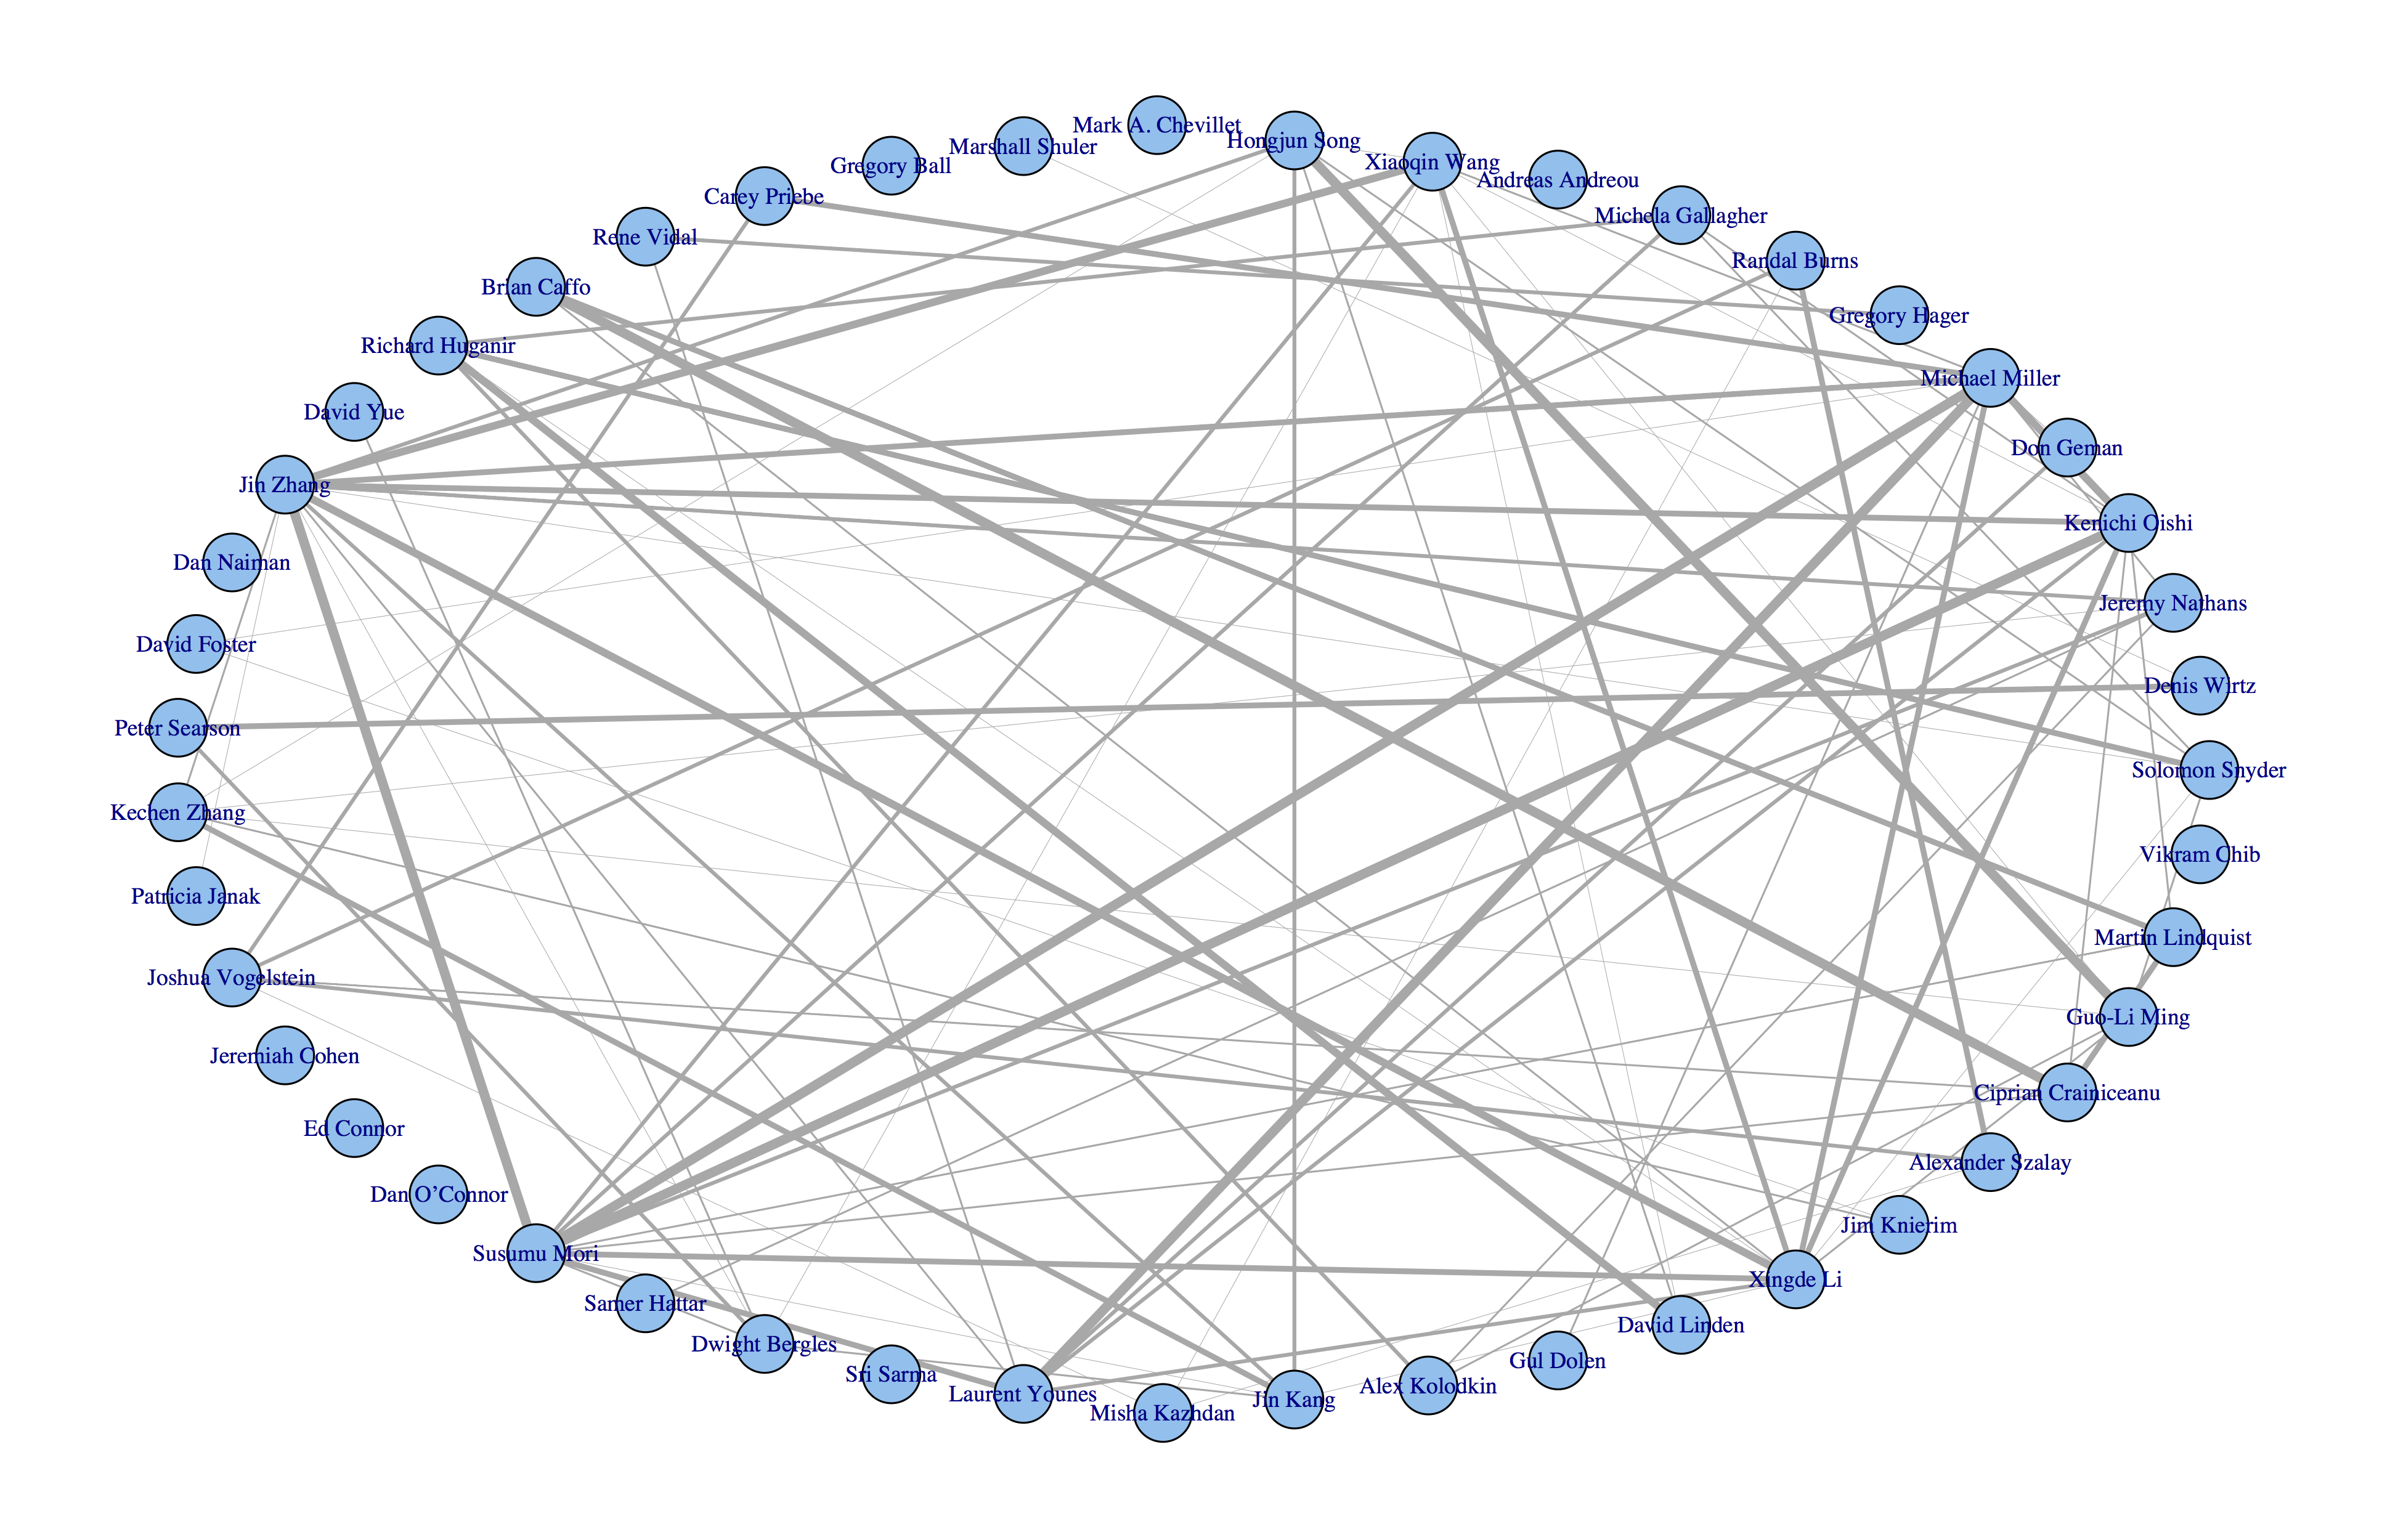 Mark A. Chevillet
Hongjun Song
Marshall Shuler
Xiaoqin Wang
Gregory Ball
Andreas Andreou
Carey Priebe
Michela Gallagher
Rene Vidal
Randal Burns
Brian Caffo
Gregory Hager
Richard Huganir
Michael Miller
David Yue
Don Geman
Jin Zhang
Kenichi Oishi
Dan Naiman
Jeremy Nathans
David Foster
Denis Wirtz
Peter Searson
Solomon Snyder
Kechen Zhang
Vikram Chib
Patricia Janak
Martin Lindquist
Joshua Vogelstein
Guo-Li Ming
Jeremiah Cohen
Ciprian Crainiceanu
Ed Connor
Alexander Szalay
Dan O’Connor
Jim Knierim
Susumu Mori
Xingde Li
Samer Hattar
David Linden
Dwight Bergles
Gul Dolen
Sri Sarma
Alex Kolodkin
Laurent Younes
Jin Kang
Misha Kazhdan